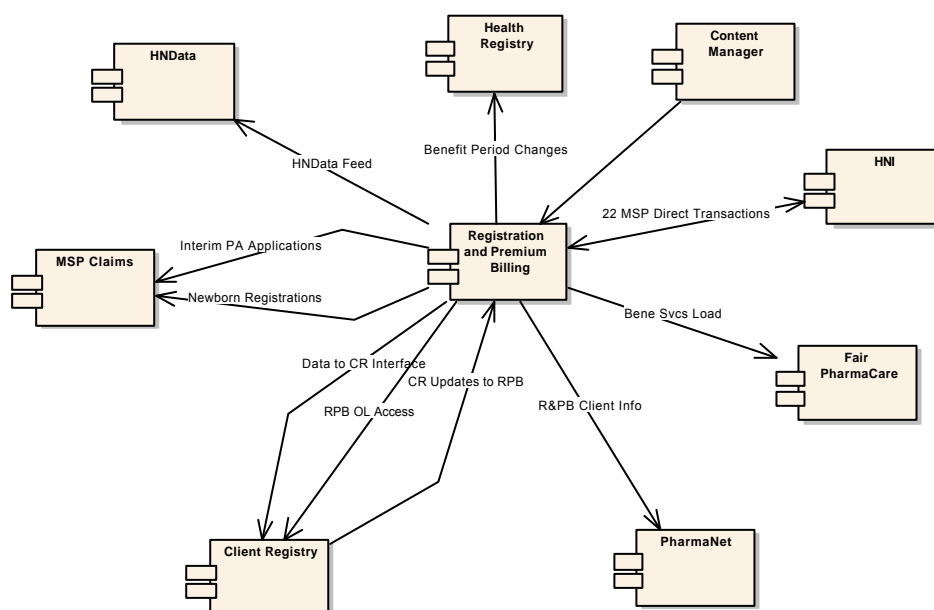 Health
Registry
Content
Manager
HNData
Benefit Period Changes
HNI
HNData Feed
22 MSP Direct Transactions
Registration
and Premium
Billing
Interim PA Applications
MSP Claims
Newborn Registrations
Bene Svcs Load
Fair
PharmaCare
Data to CR Interface
CR Updates to RPB
RPB OL Access
R&PB Client Info
Client Registry
PharmaNet